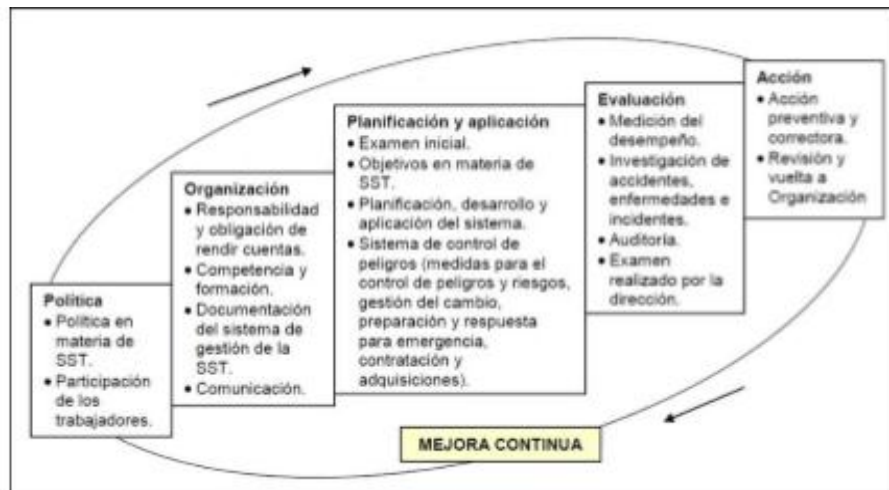 Política
• Política en
materia de
SST.
• Participación
de los
trabajadores.
Organización
• Responsabilidad
y obligación de
rendir cuentas.
• Competencia y
formación.
• Documentación
del sistema de
gestión de la
SST.
• Comunicación.
Planificación y aplicación
• Examen inicial.
• Objetivos en materia de
SST.
• Planificación, desarrollo y
aplicación del sistema.
• Sistema de control de
peligros (medidas para el
control de peligros y riesgos,
gestión del cambio,
preparación y respuesta
para emergencia,
contratación y
adquisiciones).
Evaluación
• Medición del
desempeño.
• Investigación de
accidentes,
enfermedades e
incidentes.
• Auditoría.
• Examen
realizado por la
dirección.
Acción
• Acción
preventiva y
correctora.
• Revisión y
vuelta a
Organización
MEJORA CONTINUA